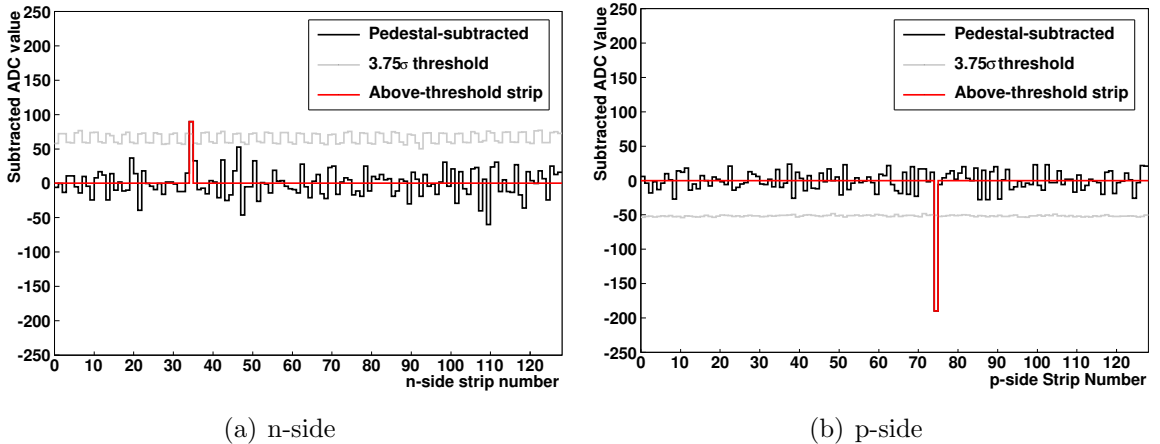 Subtracted ADC value
250
200
150
100
50
0
-50
-100
-150
-200
-250
0 10 20 30 40 50 60 70 80 90 100 110 120
n-side strip number
Pedestal-subtracted
3.75σ threshold
Above-threshold strip
(a) n-side
Subtracted ADC Value
250
200
150
100
50
0
-50
-100
-150
-200
-250
0 10 20 30 40 50 60 70 80 90 100 110 120
p-side Strip Number
Pedestal-subtracted
3.75σ threshold
Above-threshold strip
(b) p-side